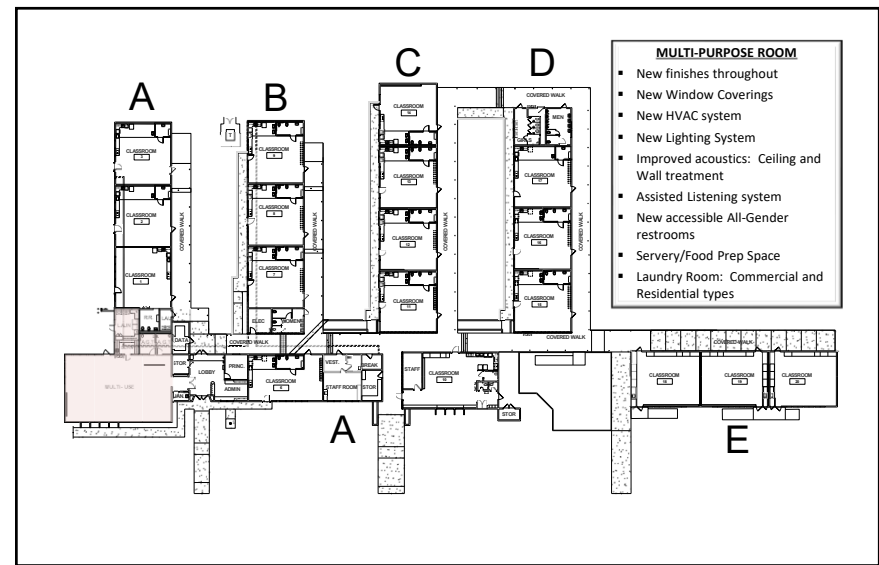 A
B
C
D
MULTI-PURPOSE ROOM
▪ New finishes throughout
▪ New Window Coverings
▪ New HVAC system
▪ New Lighting System
▪ Improved acoustics: Ceiling and
Wall treatment
▪ Assisted Listening system
▪ New accessible All-Gender
restrooms
▪ Servery/Food Prep Space
▪ Laundry Room: Commercial and
Residential types
COVERED WALK
CLASSROOM
CLASSROOM
CLASSROOM
CLASSROOM
COVERED WALK
CLASSROOM
CLASSROOM
CLASSROOM
COVERED WALK
ELEC
WOMEN
CLASSROOM
CLASSROOM
CLASSROOM
MEN
GIRLS
CLASSROOM
CLASSROOM
CLASSROOM
DATA
COVERED WALK
COVERED WALK
COVERED WALK
STOR
LOBBY
PRINC.
ADMIN
MULTI-USE
CLASSROOM
VEST.
BREAK
STAFF ROOM
STOR
STAFF
CLASSROOM
STOR
CLASSROOM
CLASSROOM
CLASSROOM
A
E